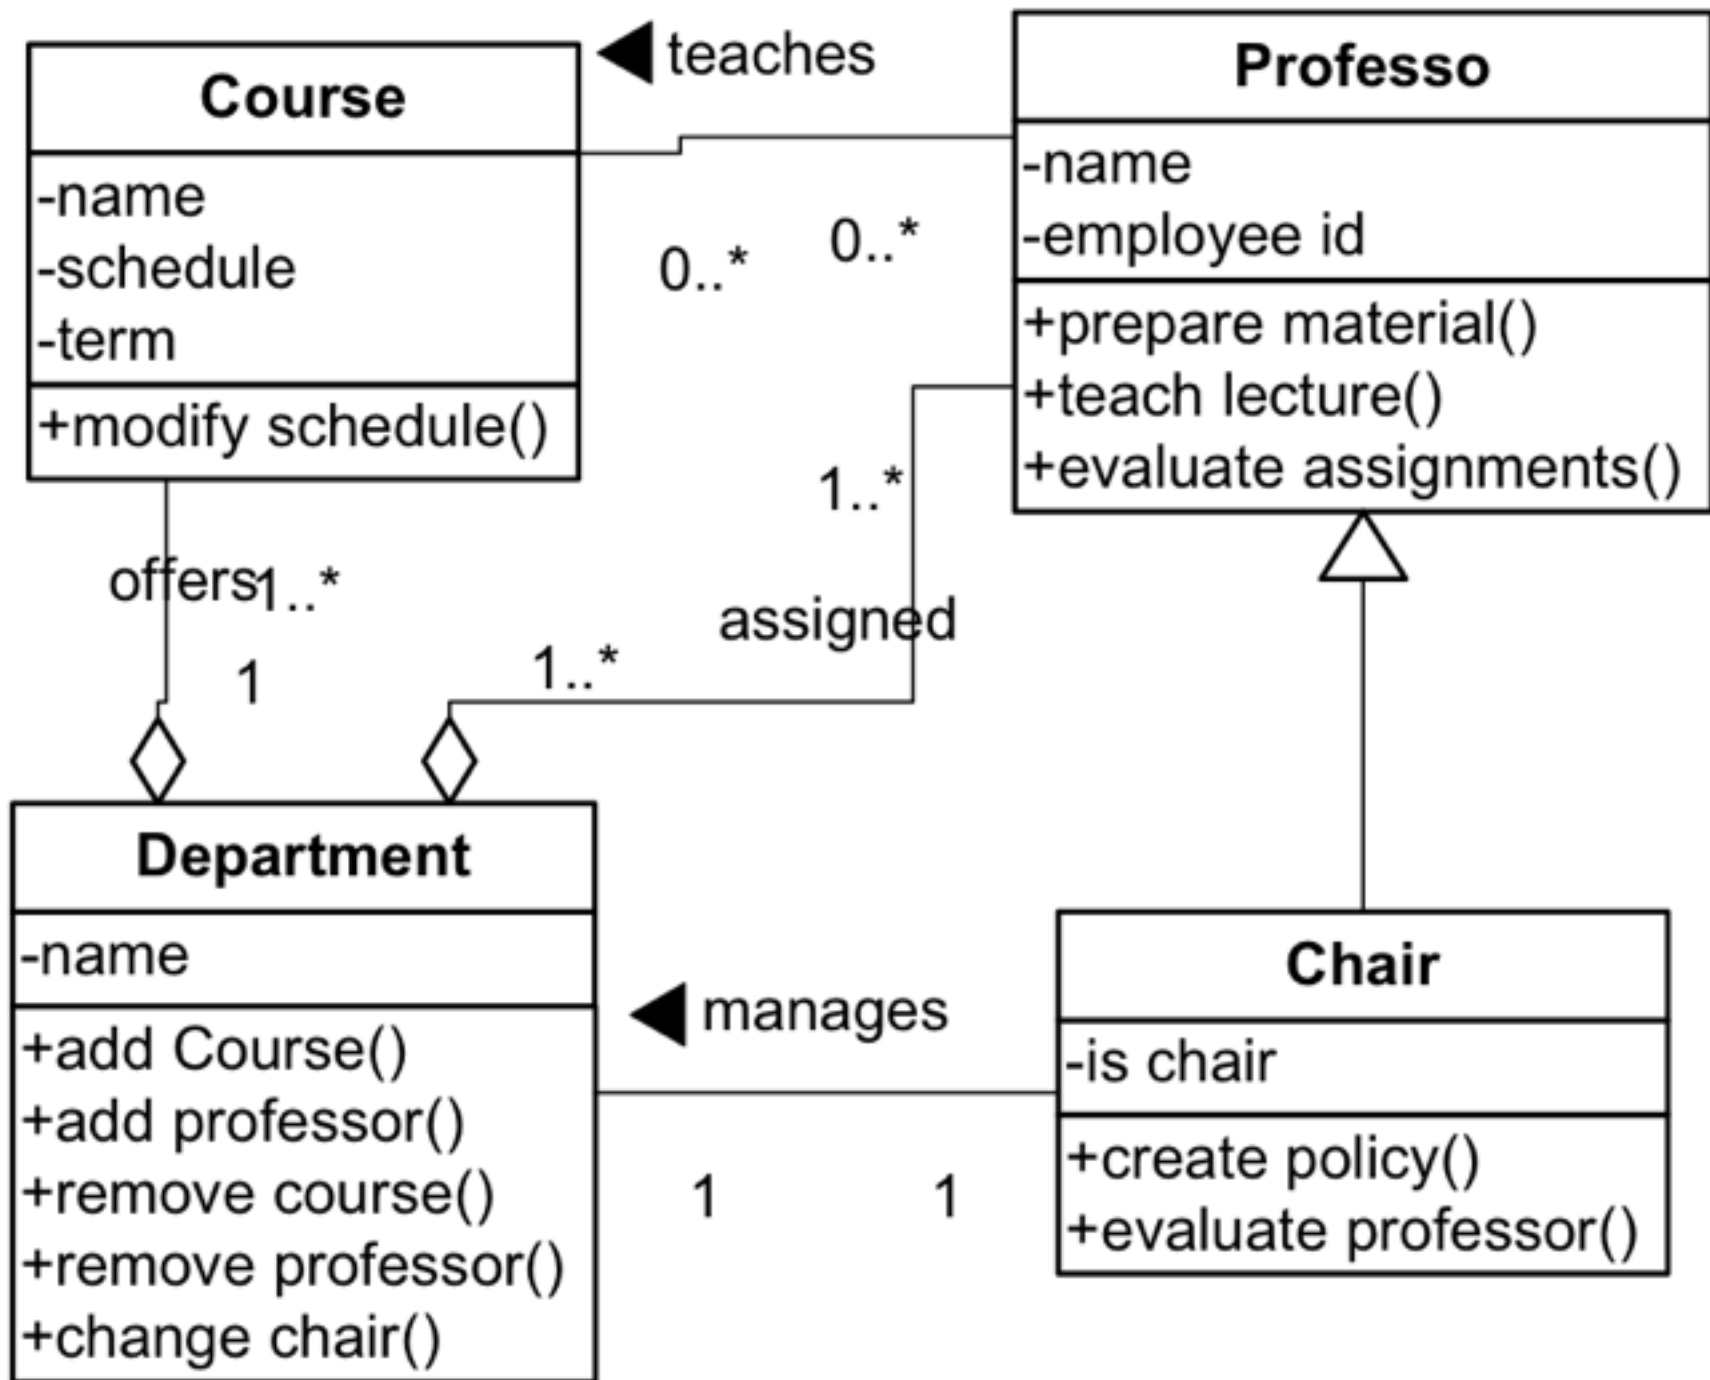 Course
-name
-schedule
-term
+modify schedule()
teaches
0..*
0..*
Professo
-name
-employee id
+prepare material()
+teach lecture()
+evaluate assignments()
offers
1..*
1
1..*
assigned
1..*
Department
-name
+add Course()
+add professor()
+remove course()
+remove professor()
+change chair()
manages
1
1
Chair
-is chair
+create policy()
+evaluate professor()